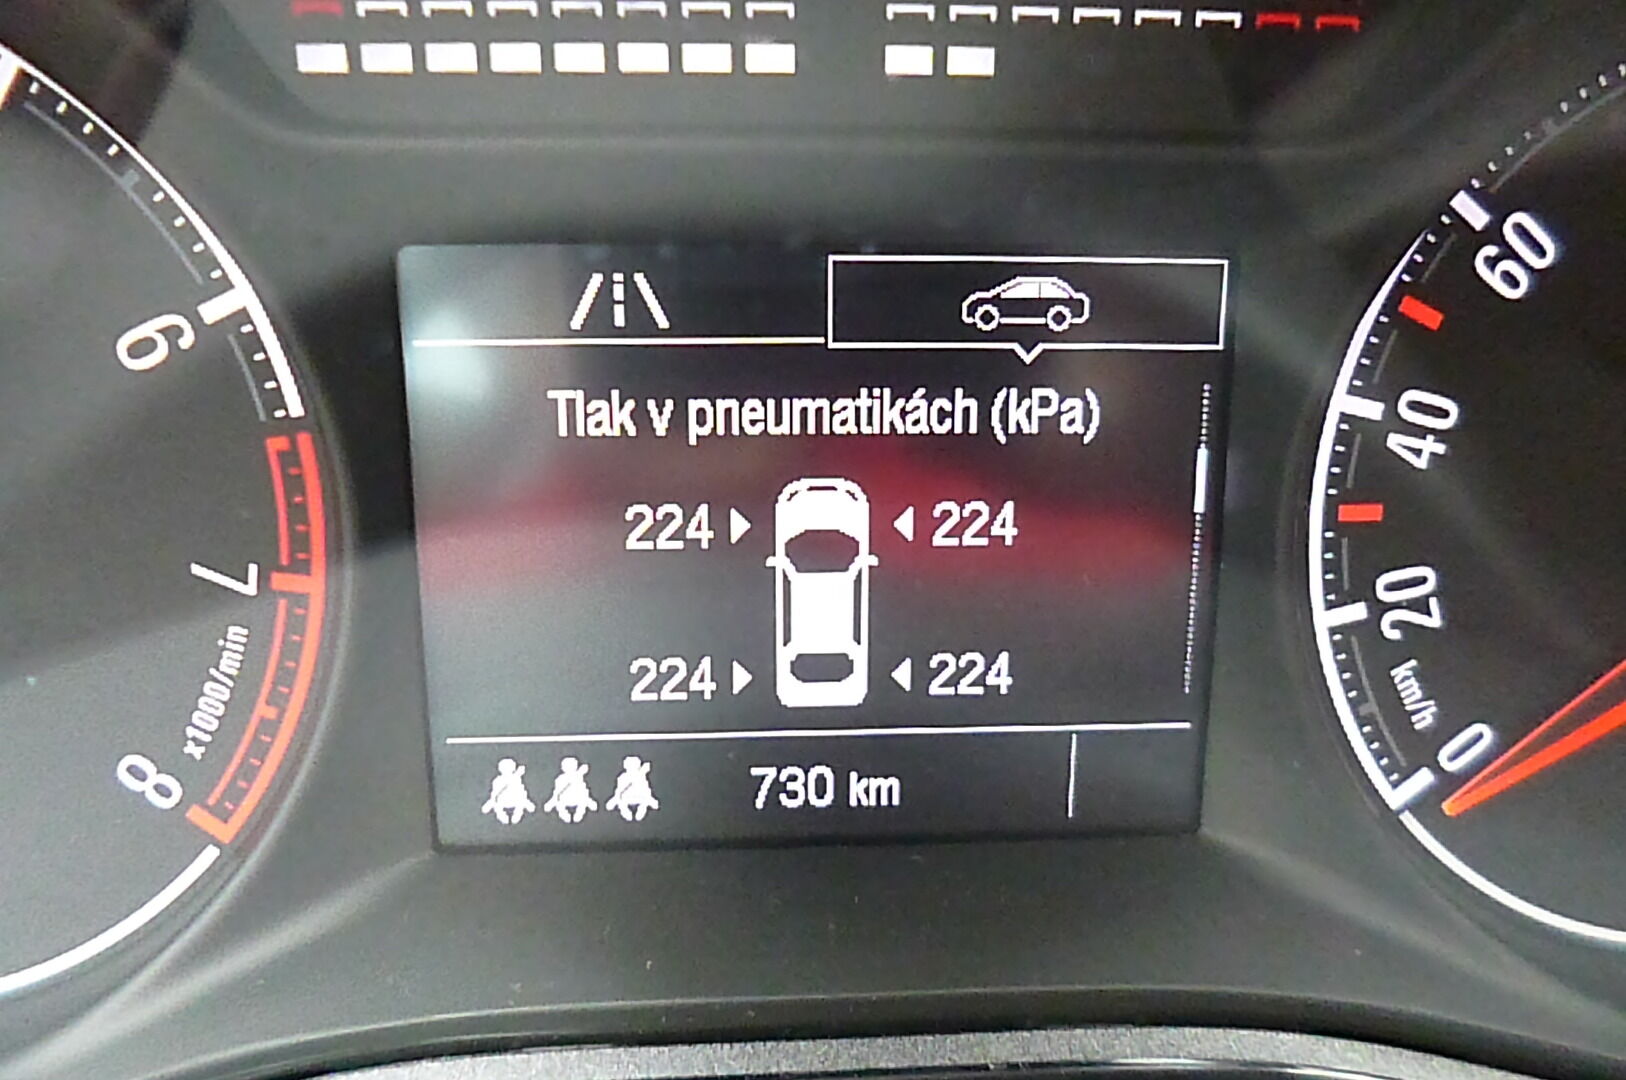 Tlak v pneumatikách (kPa)
224 224
224 224
730 km
6
7
8
x1000/min
60
40
20
0
km/h